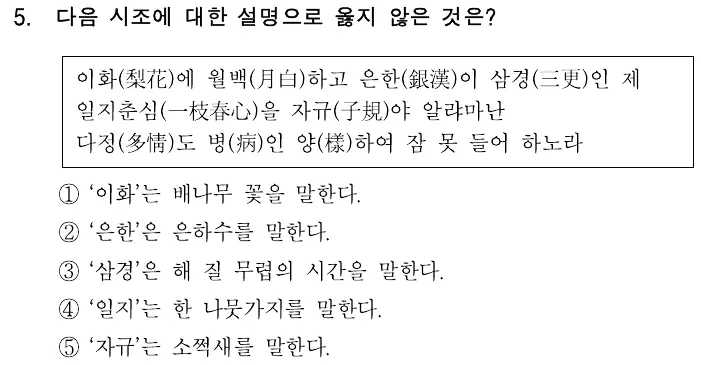 5. 다음 시조에 대한 설명으로 옳지 않은 것은?
이화(梨花)에 월백(月白)하고 은한(銀漢)이 삼경(三更)인 제
일지춘심(一枝春心)을 자규(子規)야 알랴마난
다정(多情)도 병(病)인 양(樣)하여 잠 못 들어 하노라
① ‘이화’는 배나무 꽃을 말한다.
② ‘은한’은 은하수를 말한다.
③ ‘삼경’은 해 질 무렵의 시간을 말한다.
④ ‘일지’는 한 나뭇가지를 말한다.
⑤ ‘자규’는 소쩍새를 말한다.